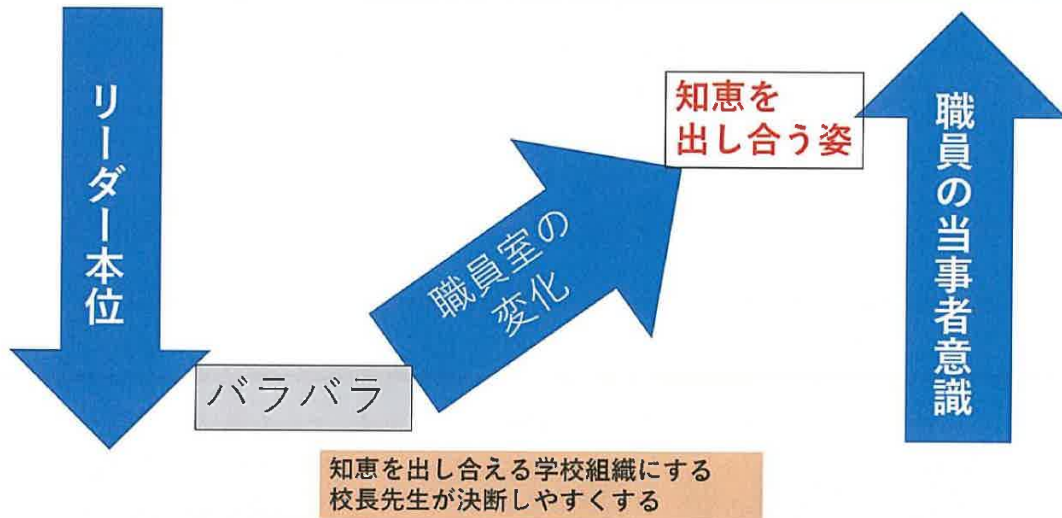 リーダー本位
バラバラ
職員室の
変化
知恵を
出し合う姿
職員の当事者意識
知恵を出し合える学校組織にする
校長先生が決断しやすくする